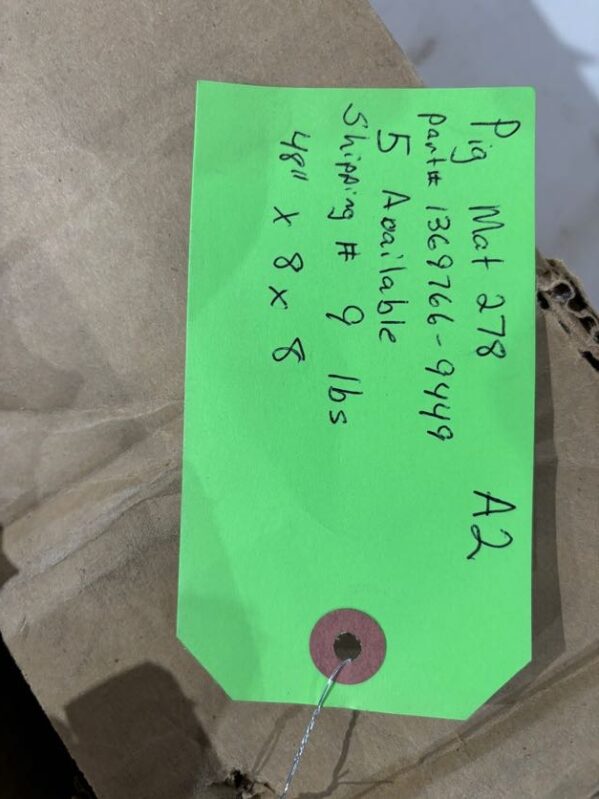 Pig Mat 278 A2
Part# 1369766-9449
5 Available
Shipping # 9 lbs
48" x 8 x 8